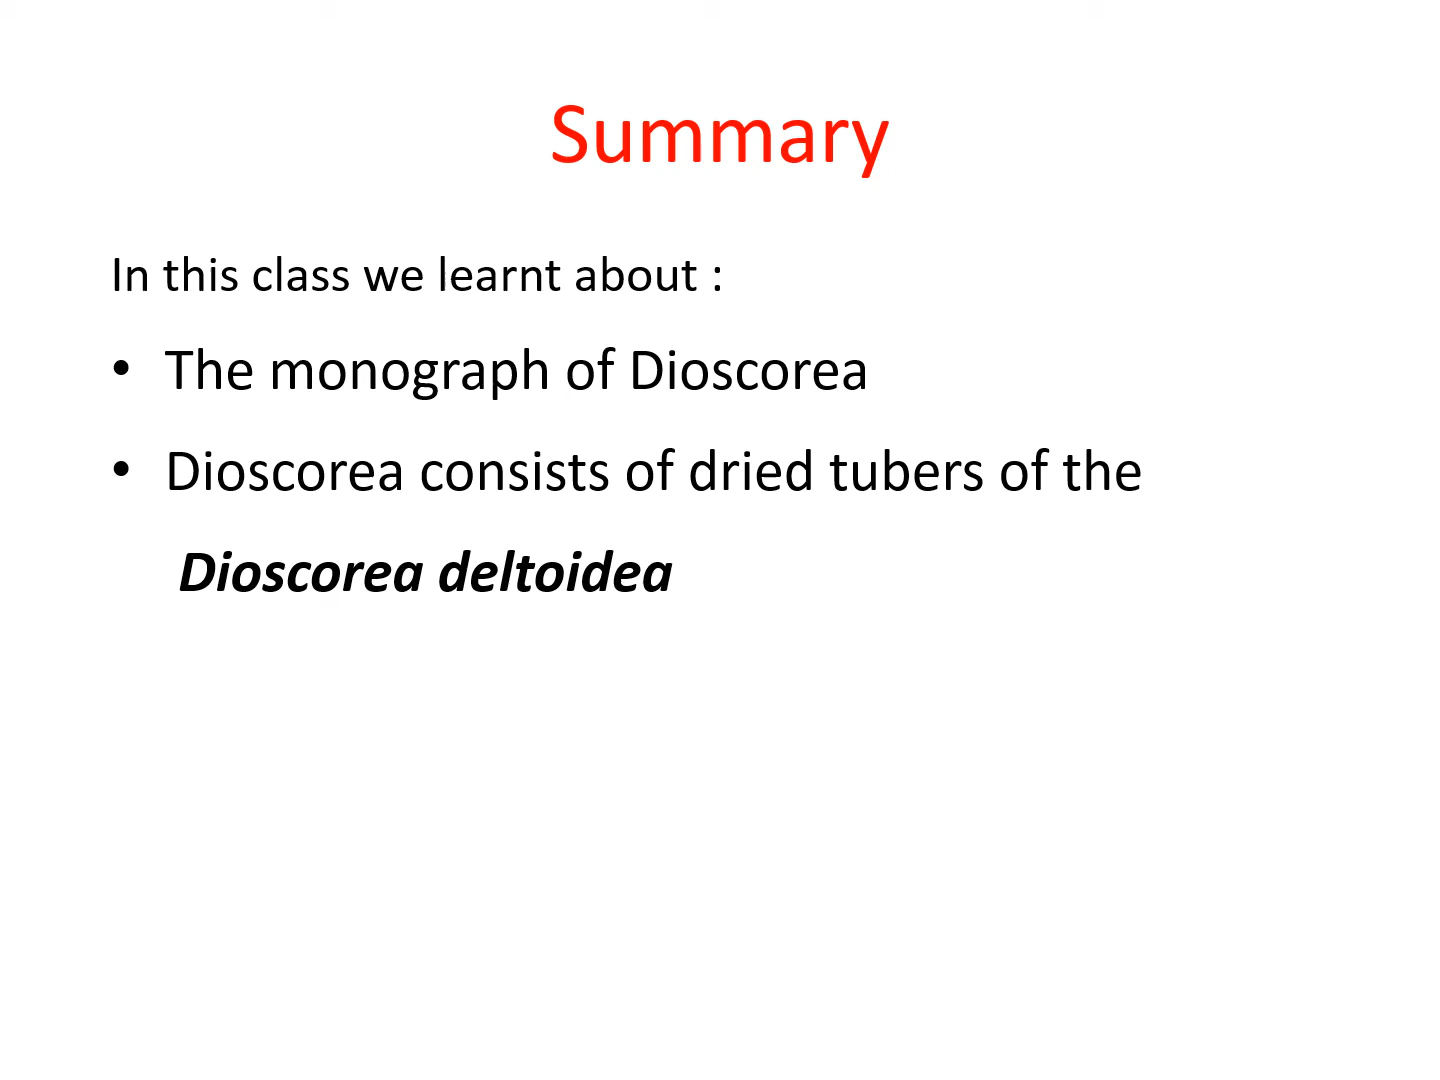 Summary
In this class we learnt about :
• The monograph of Dioscorea
• Dioscorea consists of dried tubers of the
Dioscorea deltoidea